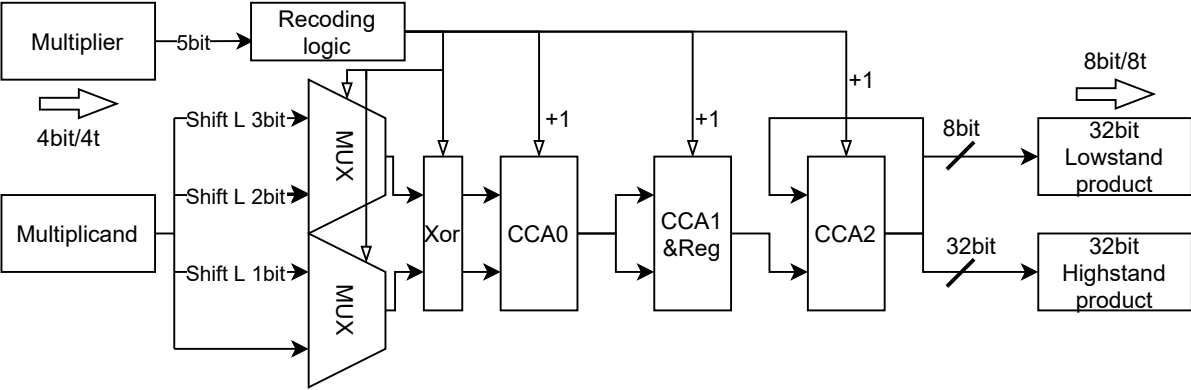 Multiplier
5bit
Recoding
logic
4bit/4t
8bit/8t
+1
+1
+1
Shift L 3bit
Shift L 2bit
Shift L 1bit
Multiplicand
MUX
MUX
Xor
CCA0
CCA1
&Reg
CCA2
8bit
32bit
32bit
Lowstand
product
32bit
Highstand
product